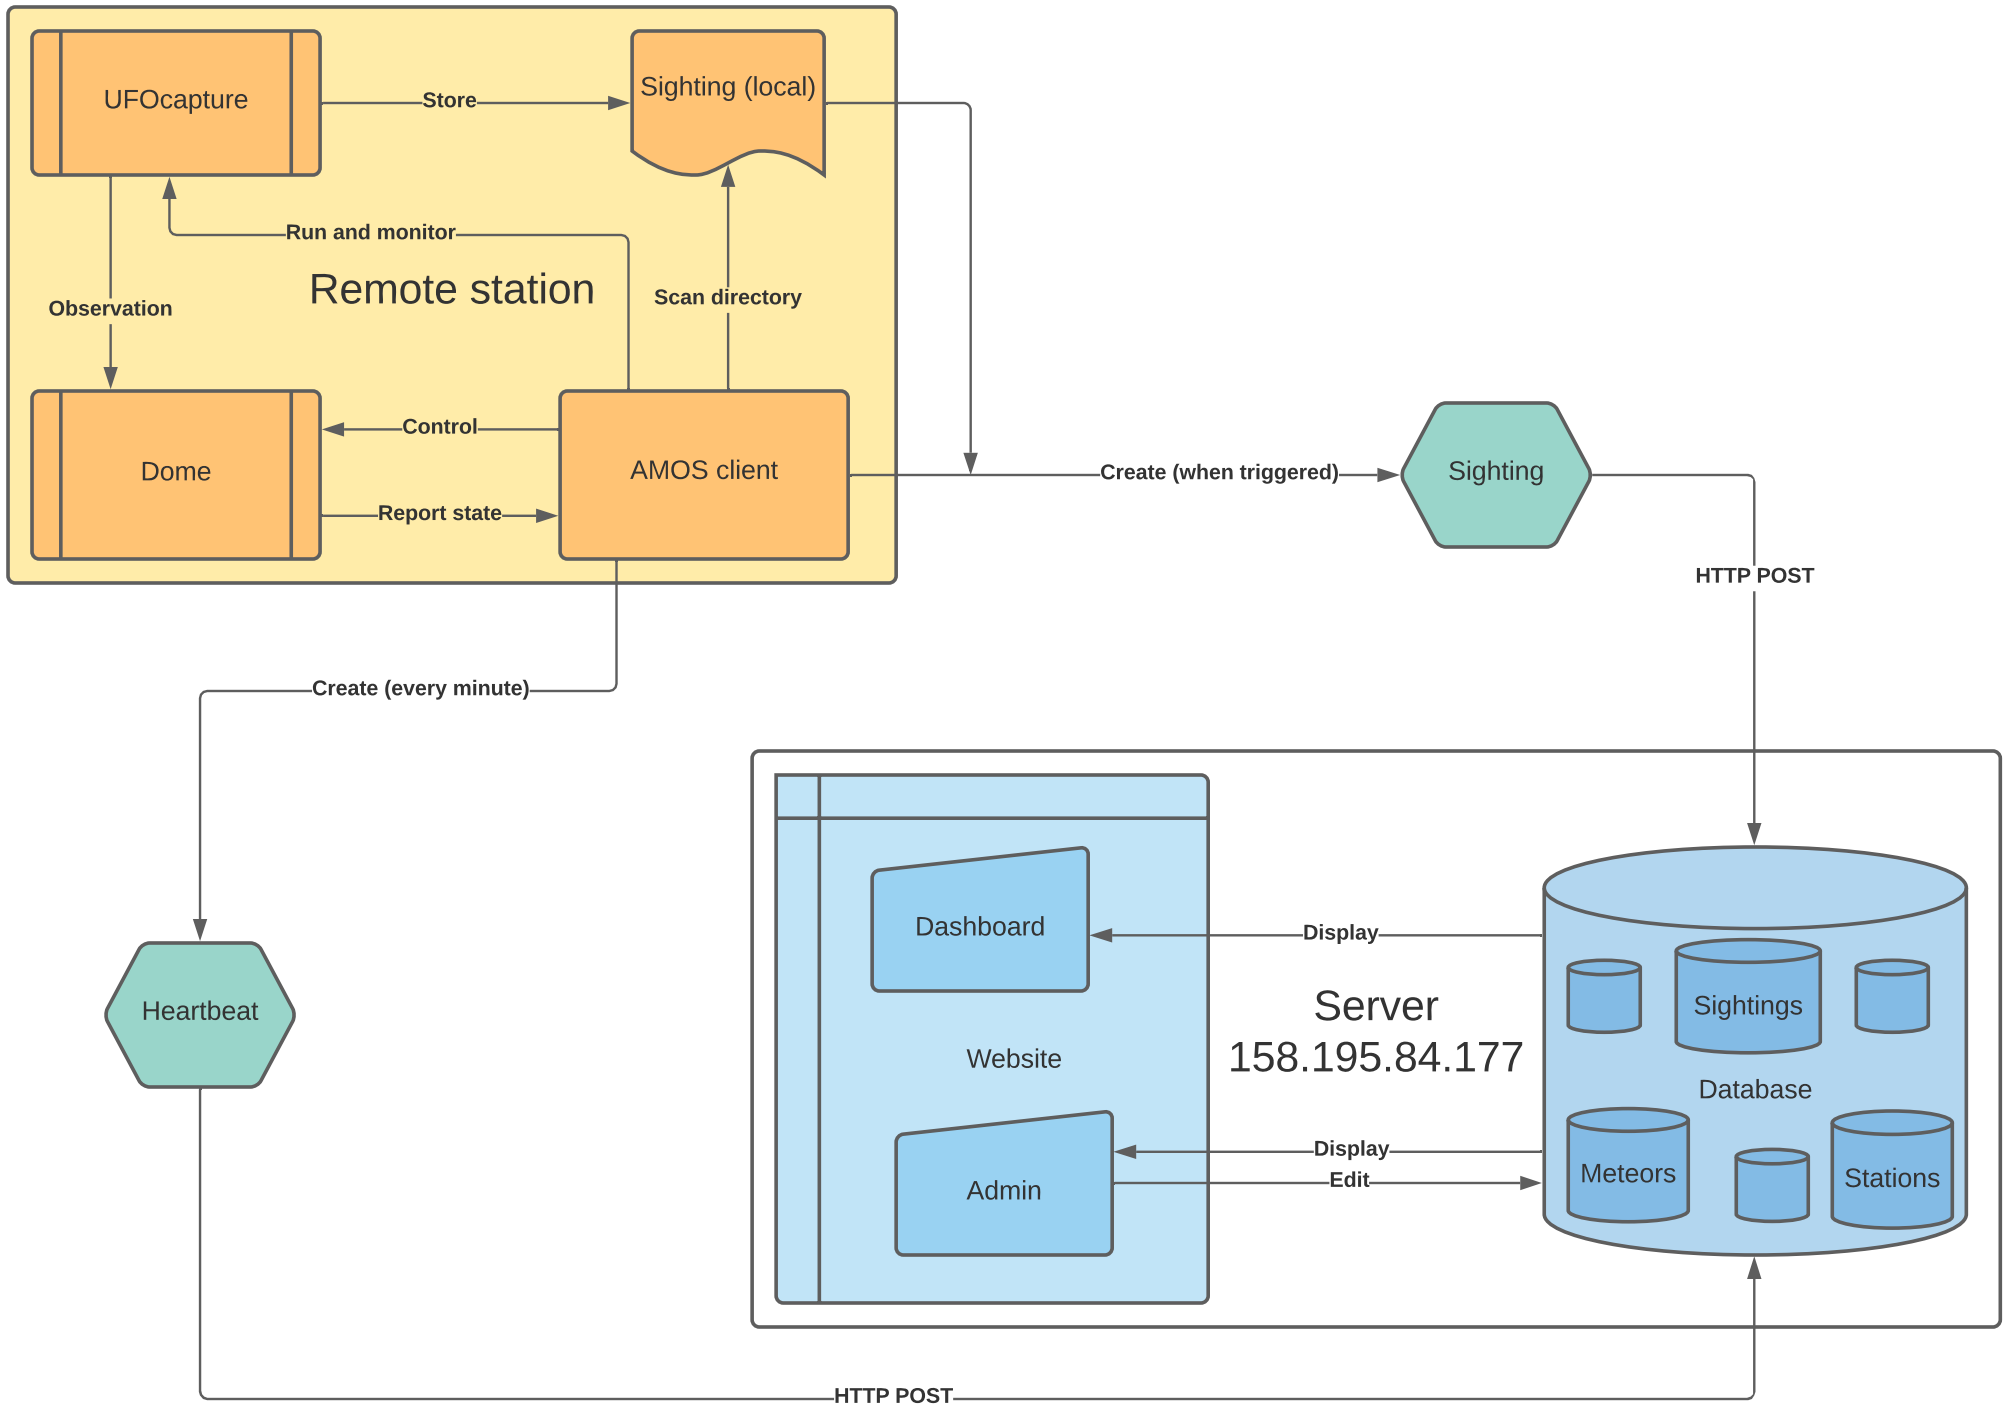 UFOcapture
Store
Sighting (local)
Run and monitor
Remote station
Scan directory
Observation
Control
Dome
AMOS client
Report state
Create (when triggered)
Sighting
HTTP POST
Create (every minute)
Heartbeat
Dashboard
Display
Server
158.195.84.177
Sightings
Website
Database
Display
Admin
Edit
Meteors
Stations
HTTP POST